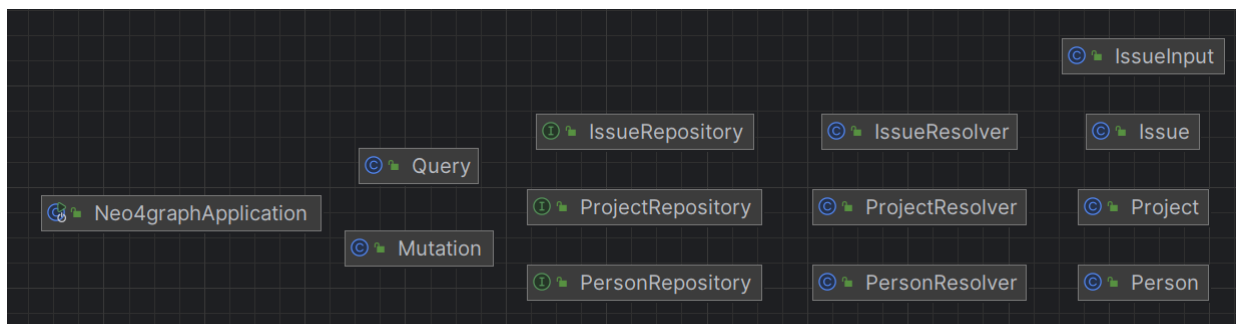 IssueInput
IssueRepository
IssueResolver
Issue
Query
Neo4graphApplication
ProjectRepository
ProjectResolver
Project
Mutation
PersonRepository
PersonResolver
Person